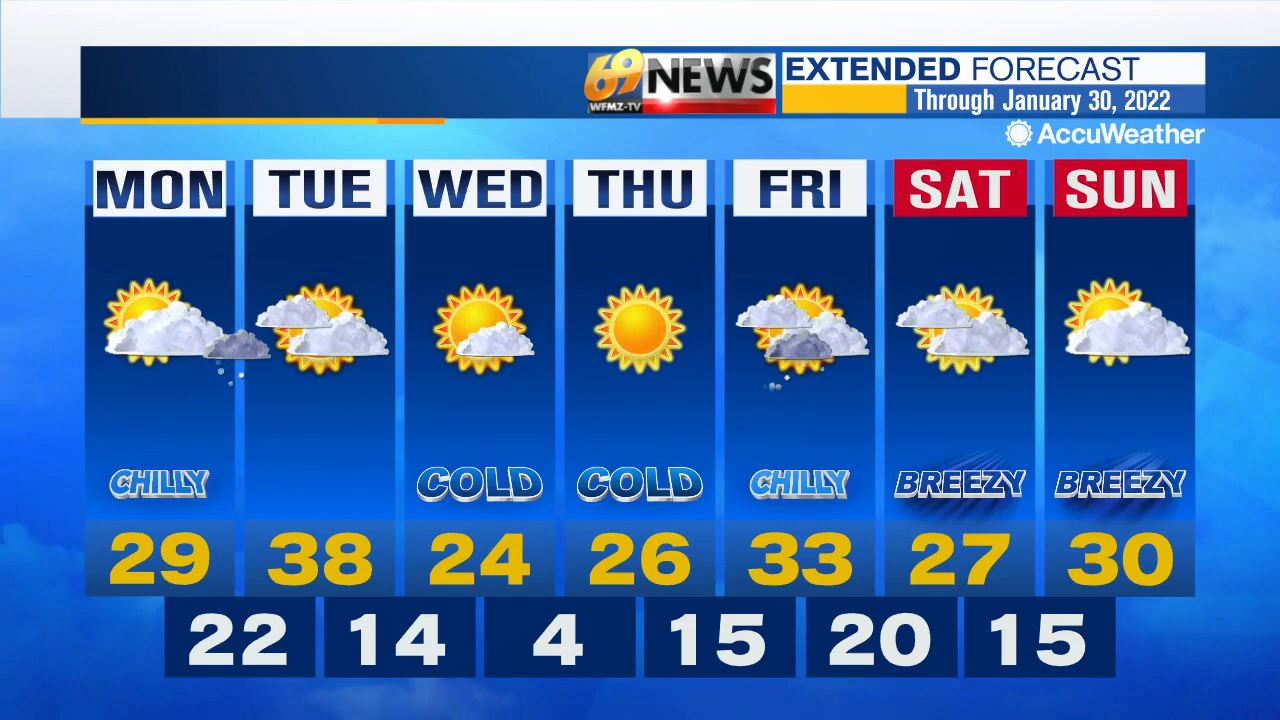 69 NEWS
WFMZ-TV
EXTENDED FORECAST
Through January 30, 2022
AccuWeather
MON TUE WED THU FRI SAT SUN
CHILLY COLD COLD CHILLY BREEZY BREEZY
29 38 24 26 33 27 30
22 14 4 15 20 15